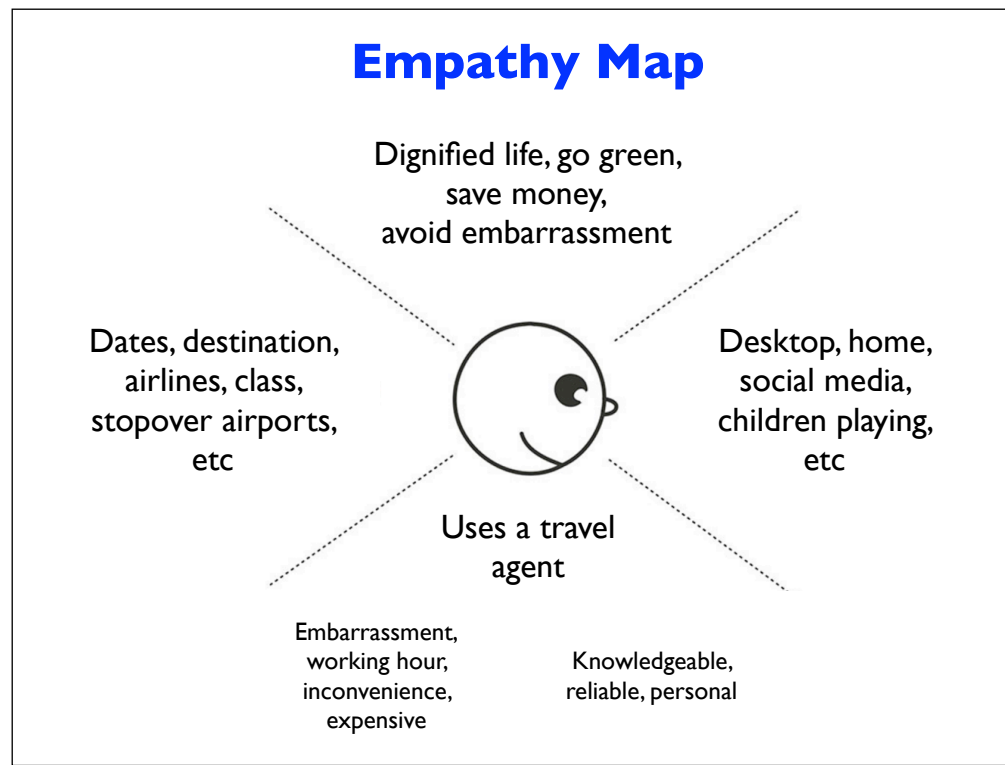 Empathy Map
Dignified life, go green,
save money,
avoid embarrassment
Dates, destination,
airlines, class,
stopover airports,
etc
Desktop, home,
social media,
children playing,
etc
Uses a travel
agent
Embarrassment,
working hour,
inconvenience,
expensive
Knowledgeable,
reliable, personal